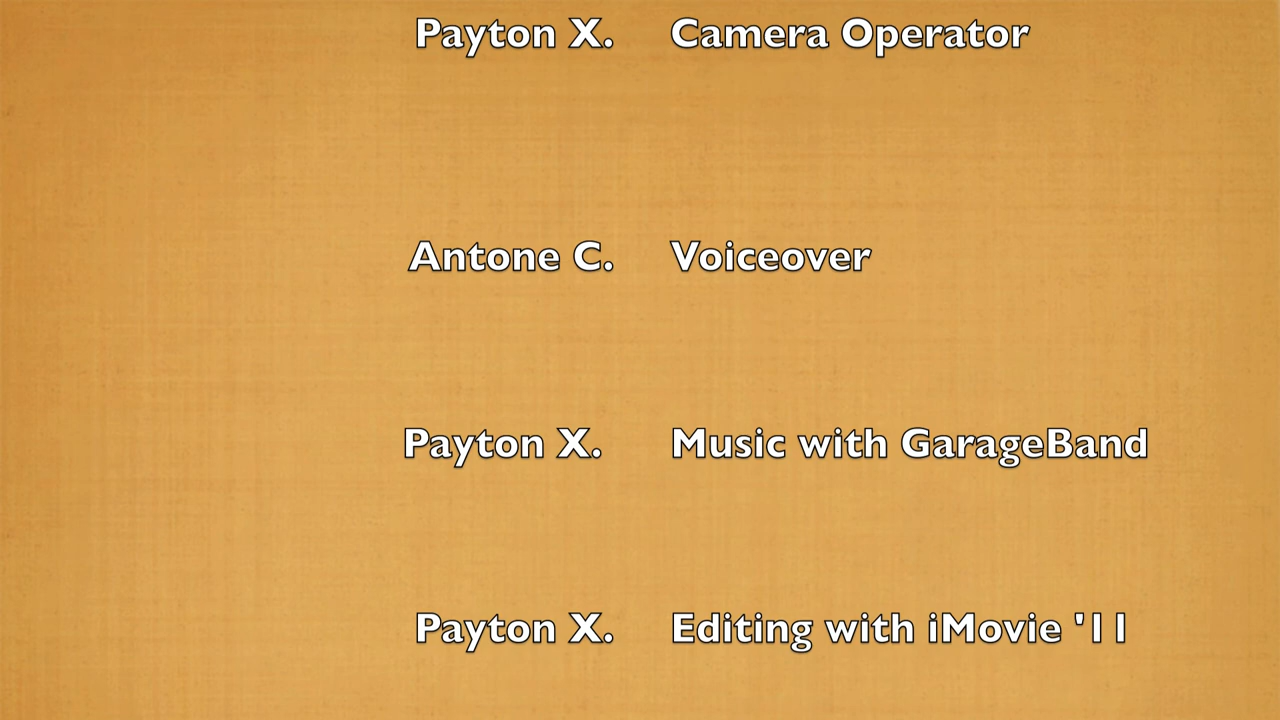 Payton X. Camera Operator
Antone C. Voiceover
Payton X. Music with GarageBand
Payton X. Editing with iMovie '11